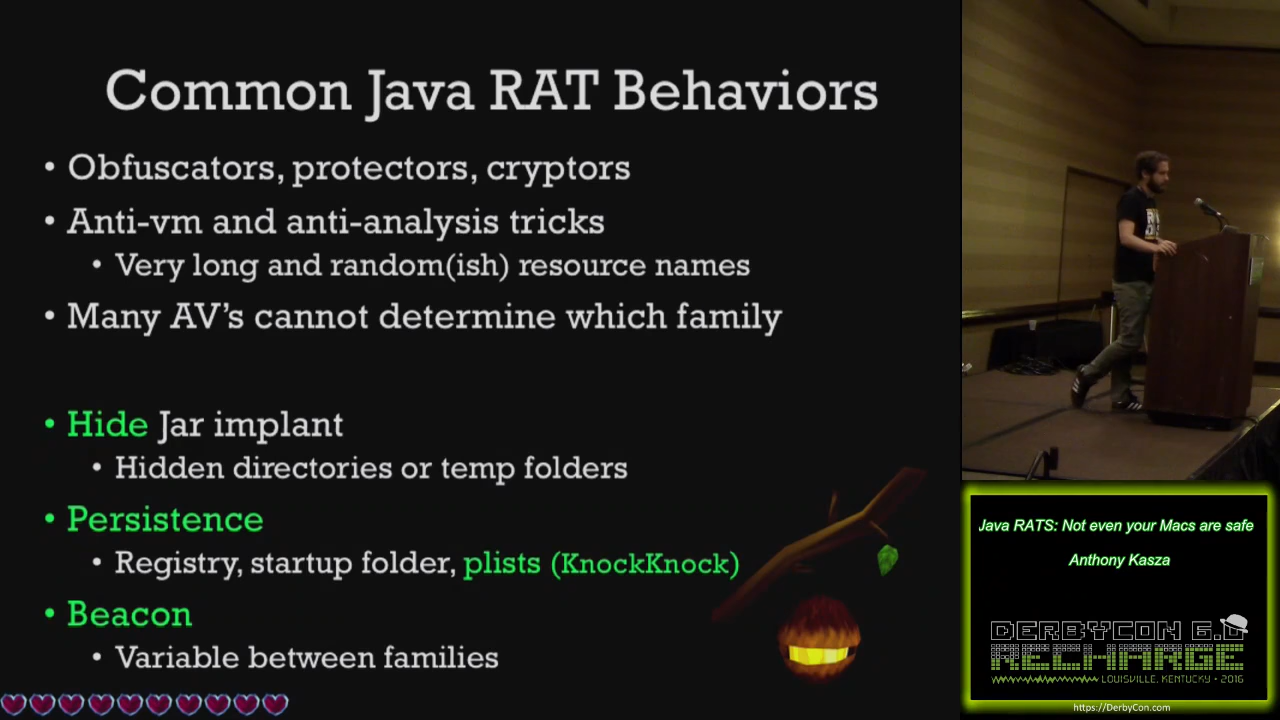 Common Java RAT Behaviors
• Obfuscators, protectors, cryptors
• Anti-vm and anti-analysis tricks
• Very long and random(ish) resource names
• Many AV's cannot determine which family
• Hide Jar implant
• Hidden directories or temp folders
• Persistence
• Registry, startup folder, plists (KnockKnock)
• Beacon
• Variable between families
Java RATS: Not even your Macs are safe
Anthony Kasza
DERBYCON 6.0
RECHARGE
LOUISVILLE, KENTUCKY • 2016
https://DerbyCon.com